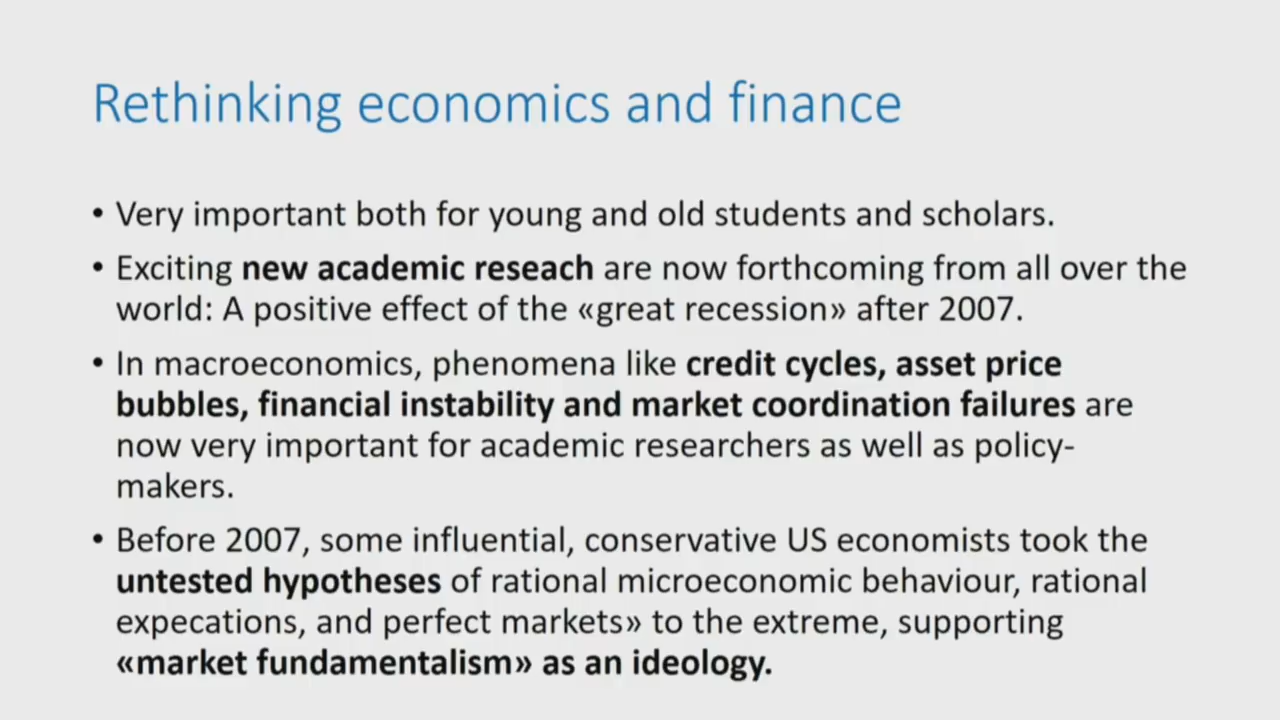 Rethinking economics and finance
• Very important both for young and old students and scholars.
• Exciting new academic reseach are now forthcoming from all over the
world: A positive effect of the «great recession» after 2007.
• In macroeconomics, phenomena like credit cycles, asset price
bubbles, financial instability and market coordination failures are
now very important for academic researchers as well as policy-
makers.
• Before 2007, some influential, conservative US economists took the
untested hypotheses of rational microeconomic behaviour, rational
expecations, and perfect markets» to the extreme, supporting
«market fundamentalism» as an ideology.